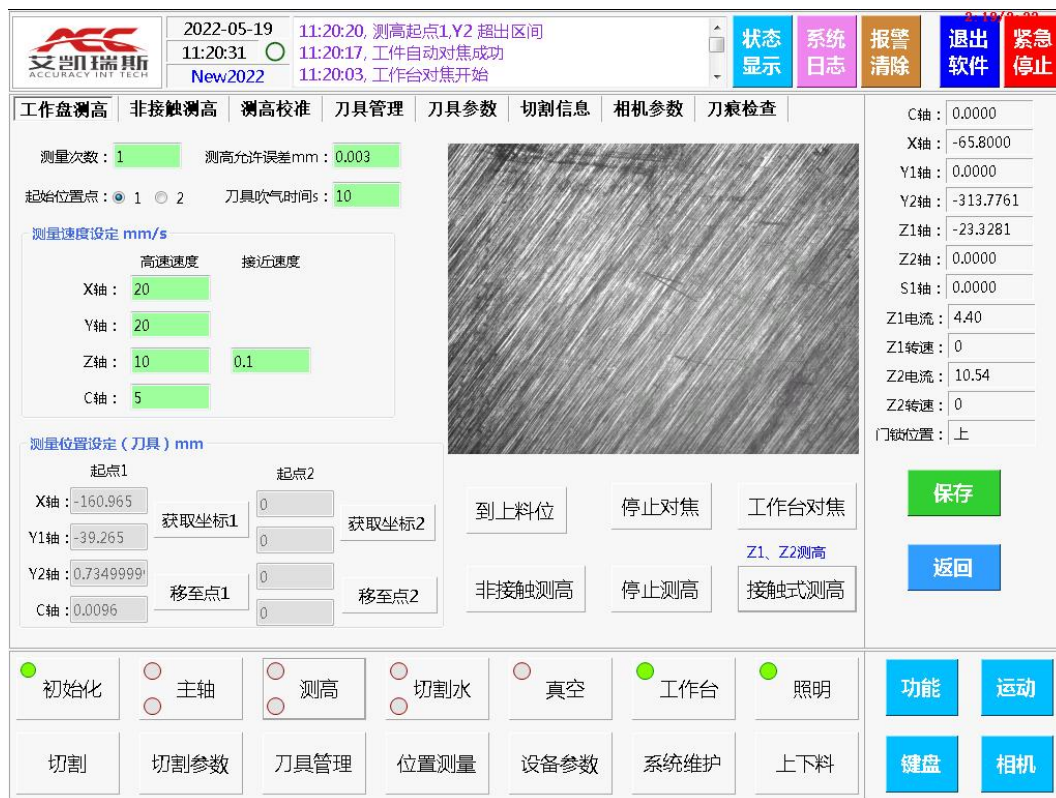 ACC
艾凯瑞斯
ACCURACY INT TECH
2022-05-19
11:20:31
New2022
11:20:20, 测高起点1,Y2 超出区间
11:20:17, 工件自动对焦成功
11:20:03, 工作台对焦开始
状态显示
系统日志
报警清除
退出软件
紧急停止
工作盘测高 非接触测高 测高校准 刀具管理 刀具参数 切割信息 相机参数 刀痕检查
测量次数：1 测高允许误差mm：0.003
起始位置点： 1 2 刀具吹气时间s：10
测量速度设定 mm/s
高速速度 接近速度
X轴：20
Y轴：20
Z轴：10 0.1
C轴：5
测量位置设定（刀具）mm
起点1 起点2
X轴：-160.965 0
Y1轴：-39.265 0
Y2轴：0.7349999 0
C轴：0.0096 0
获取坐标1 获取坐标2
移至点1 移至点2
到上料位 停止对焦 工作台对焦
Z1、Z2测高
非接触测高 停止测高 接触式测高
C轴：0.0000
X轴：-65.8000
Y1轴：0.0000
Y2轴：-313.7761
Z1轴：-23.3281
Z2轴：0.0000
S1轴：0.0000
Z1电流：4.40
Z1转速：0
Z2电流：10.54
Z2转速：0
门锁位置：上
保存
返回
初始化 主轴 测高 切割水 真空 工作台 照明
切割 切割参数 刀具管理 位置测量 设备参数 系统维护 上下料
功能 运动
键盘 相机